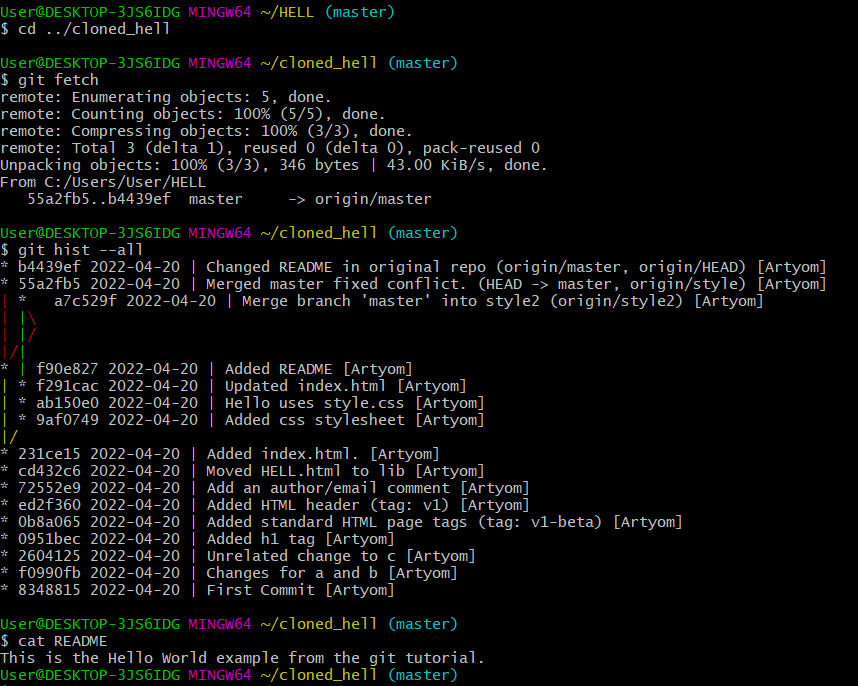 User@DESKTOP-3JS6IDG MINGW64 ~/HELL (master)
$ cd ../cloned_hell

User@DESKTOP-3JS6IDG MINGW64 ~/cloned_hell (master)
$ git fetch
remote: Enumerating objects: 5, done.
remote: Counting objects: 100% (5/5), done.
remote: Compressing objects: 100% (3/3), done.
remote: Total 3 (delta 1), reused 0 (delta 0), pack-reused 0
Unpacking objects: 100% (3/3), 346 bytes | 43.00 KiB/s, done.
From C:/Users/User/HELL
   55a2fb5..b4439ef  master     -> origin/master

User@DESKTOP-3JS6IDG MINGW64 ~/cloned_hell (master)
$ git hist --all
* b4439ef 2022-04-20 | Changed README in original repo (origin/master, origin/HEAD) [Artyom]
* 55a2fb5 2022-04-20 | Merged master fixed conflict. (HEAD -> master, origin/style) [Artyom]
| *   a7c529f 2022-04-20 | Merge branch 'master' into style2 (origin/style2) [Artyom]
| |\
| |/
|/|
* | f90e827 2022-04-20 | Added README [Artyom]
| * f291cac 2022-04-20 | Updated index.html [Artyom]
| * ab150e0 2022-04-20 | Hello uses style.css [Artyom]
| * 9af0749 2022-04-20 | Added css stylesheet [Artyom]
|/
* 231ce15 2022-04-20 | Added index.html. [Artyom]
* cd432c6 2022-04-20 | Moved HELL.html to lib [Artyom]
* 72552e9 2022-04-20 | Add an author/email comment [Artyom]
* ed2f360 2022-04-20 | Added HTML header (tag: v1) [Artyom]
* 0b8a065 2022-04-20 | Added standard HTML page tags (tag: v1-beta) [Artyom]
* 0951bec 2022-04-20 | Added h1 tag [Artyom]
* 2604125 2022-04-20 | Unrelated change to c [Artyom]
* f0990fb 2022-04-20 | Changes for a and b [Artyom]
* 8348815 2022-04-20 | First Commit [Artyom]

User@DESKTOP-3JS6IDG MINGW64 ~/cloned_hell (master)
$ cat README
This is the Hello World example from the git tutorial.
User@DESKTOP-3JS6IDG MINGW64 ~/cloned_hell (master)